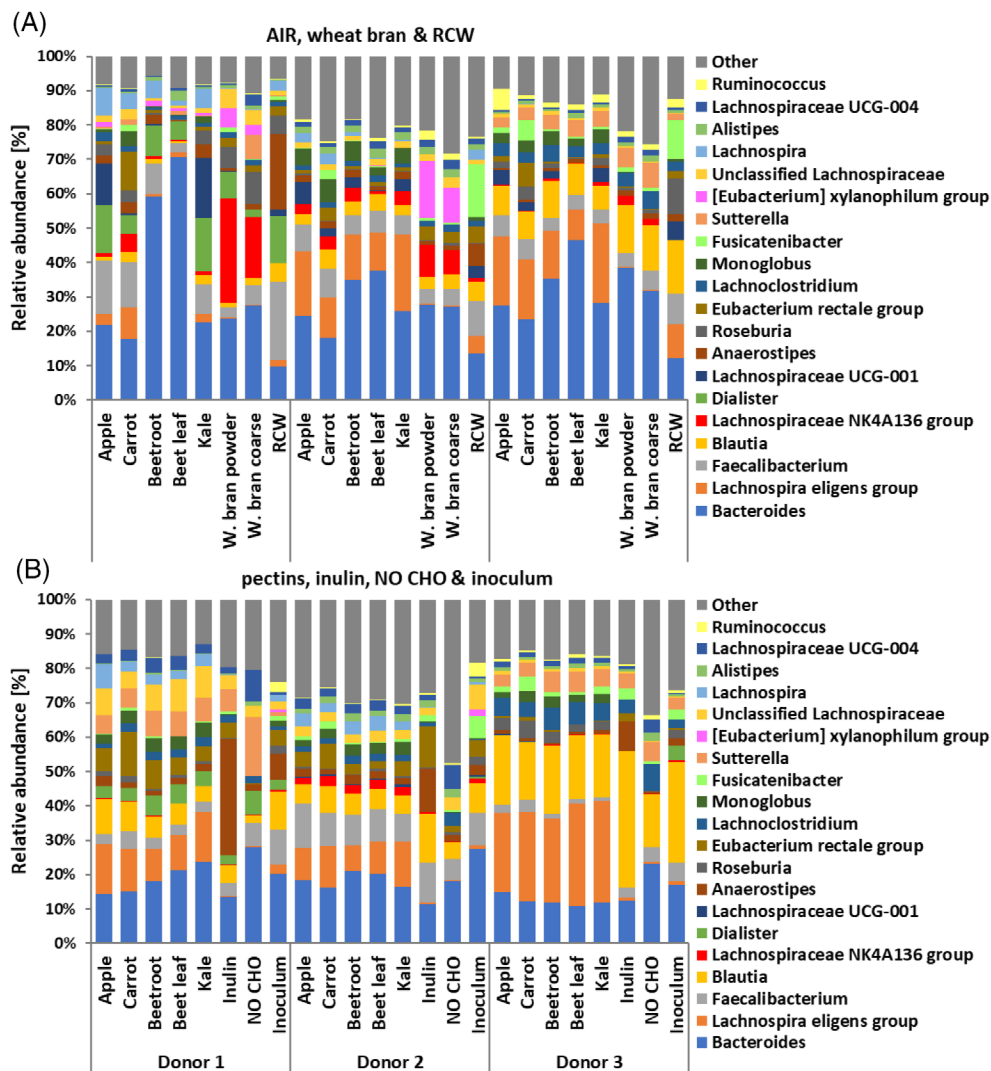 (A)
AIR, wheat bran & RCW
Relative abundance [%]
100%
90%
80%
70%
60%
50%
40%
30%
20%
10%
0%
Apple
Carrot
Beetroot
Beet leaf
Kale
W. bran powder
W. bran coarse
RCW
Apple
Carrot
Beetroot
Beet leaf
Kale
W. bran powder
W. bran coarse
RCW
Apple
Carrot
Beetroot
Beet leaf
Kale
W. bran powder
W. bran coarse
RCW
Other
Ruminococcus
Lachnospiraceae UCG-004
Alistipes
Lachnospira
Unclassified Lachnospiraceae
[Eubacterium] xylanophilum group
Sutterella
Fusicatenibacter
Monoglobus
Lachnoclostridium
Eubacterium rectale group
Roseburia
Anaerostipes
Lachnospiraceae UCG-001
Dialister
Lachnospiraceae NK4A136 group
Blautia
Faecalibacterium
Lachnospira eligens group
Bacteroides
(B)
pectins, inulin, NO CHO & inoculum
Relative abundance [%]
100%
90%
80%
70%
60%
50%
40%
30%
20%
10%
0%
Apple
Carrot
Beetroot
Beet leaf
Kale
Inulin
NO CHO
Inoculum
Apple
Carrot
Beetroot
Beet leaf
Kale
Inulin
NO CHO
Inoculum
Apple
Carrot
Beetroot
Beet leaf
Kale
Inulin
NO CHO
Inoculum
Donor 1
Donor 2
Donor 3
Other
Ruminococcus
Lachnospiraceae UCG-004
Alistipes
Lachnospira
Unclassified Lachnospiraceae
[Eubacterium] xylanophilum group
Sutterella
Fusicatenibacter
Monoglobus
Lachnoclostridium
Eubacterium rectale group
Roseburia
Anaerostipes
Lachnospiraceae UCG-001
Dialister
Lachnospiraceae NK4A136 group
Blautia
Faecalibacterium
Lachnospira eligens group
Bacteroides